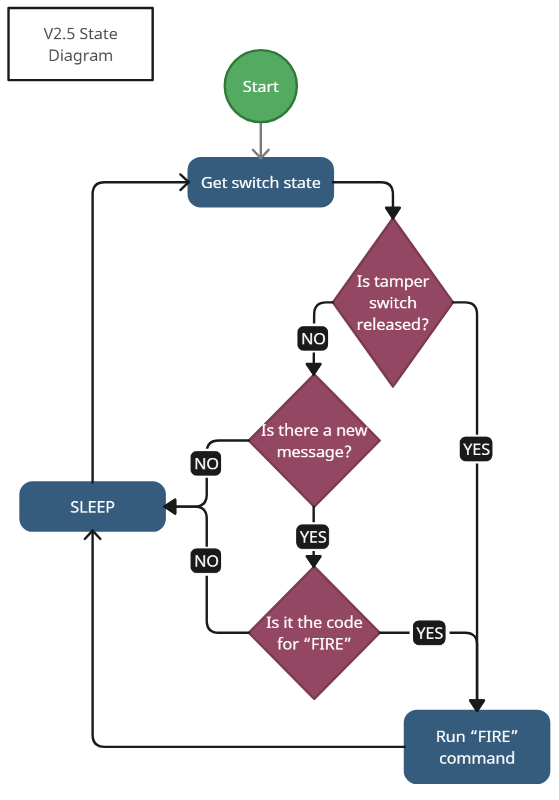 V2.5 State
Diagram
Start
Get switch state
Is tamper
switch
released?
NO
Is there a new
message?
NO
YES
YES
SLEEP
NO
Is it the code
for “FIRE”
YES
Run “FIRE”
command